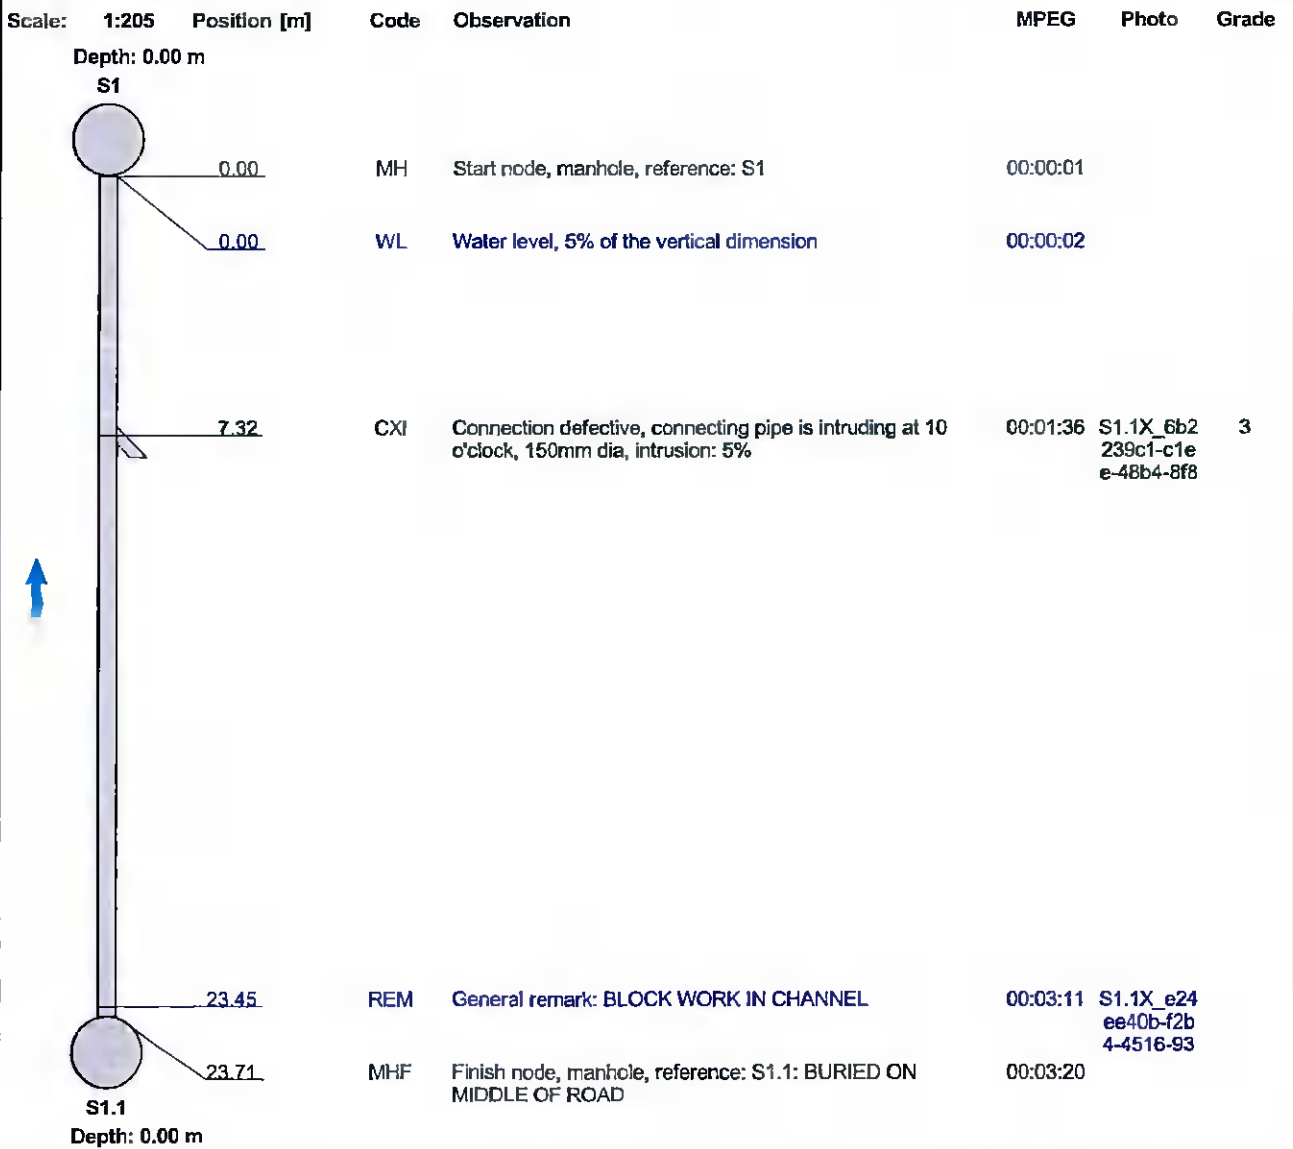 Scale: 1:205 Position [m] Code Observation MPEG Photo Grade
Depth: 0.00 m
S1
0.00 MH Start node, manhole, reference: S1 00:00:01
0.00 WL Water level, 5% of the vertical dimension 00:00:02
7.32 CXI Connection defective, connecting pipe is intruding at 10 00:01:36 S1.1X_6b2 3
o'clock, 150mm dia, intrusion: 5% 239c1-c1e
e-48b4-8f8
23.45 REM General remark: BLOCK WORK IN CHANNEL 00:03:11 S1.1X_e24
ee40b-f2b
4-4516-93
23.71 MHF Finish node, manhole, reference: S1.1: BURIED ON 00:03:20
MIDDLE OF ROAD
S1.1
Depth: 0.00 m